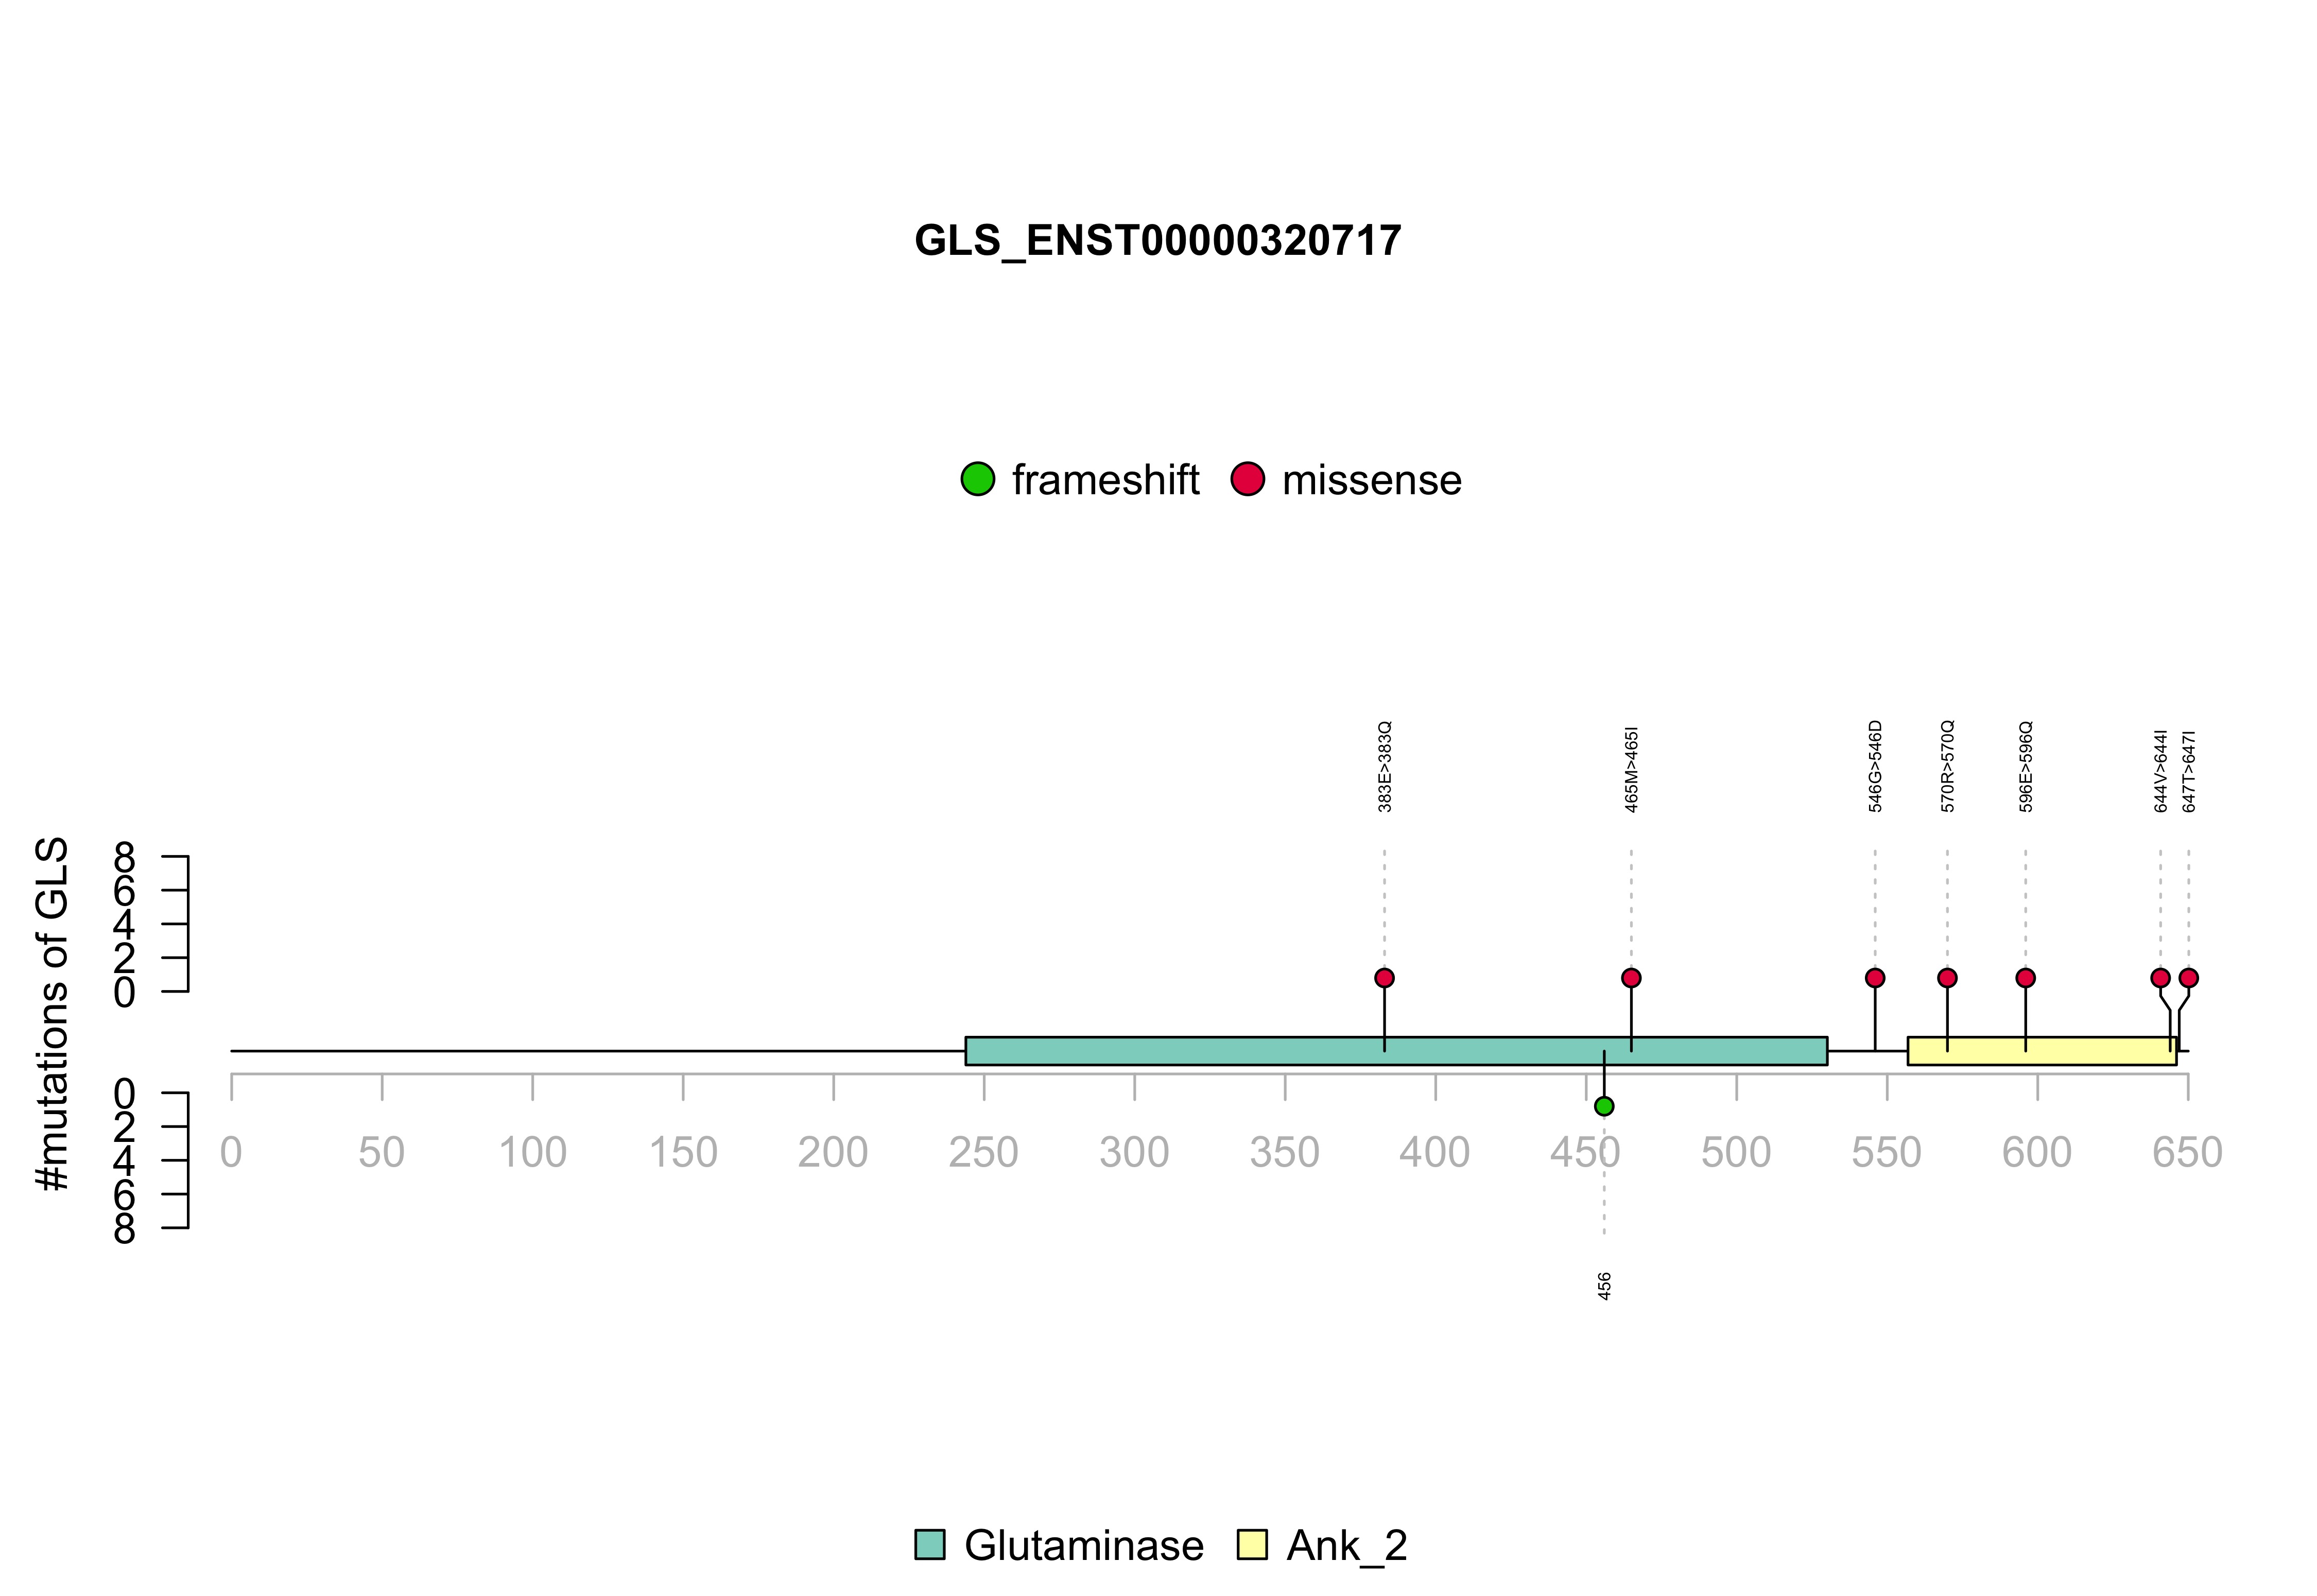 GLS_ENST00000320717
frameshift missense
383E>383Q
465M>465I
546G>546D
570R>570Q
596E>596Q
644V>644I
647T>647I
#mutations of GLS
8
6
4
2
0
0
2
4
6
8
0 50 100 150 200 250 300 350 400 450 500 550 600 650
456
Glutaminase Ank_2